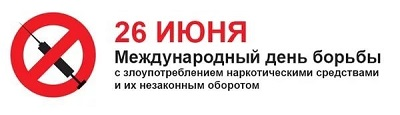 26 ИЮНЯ
Международный день борьбы
с злоупотреблением наркотическими средствами
и их незаконным оборотом